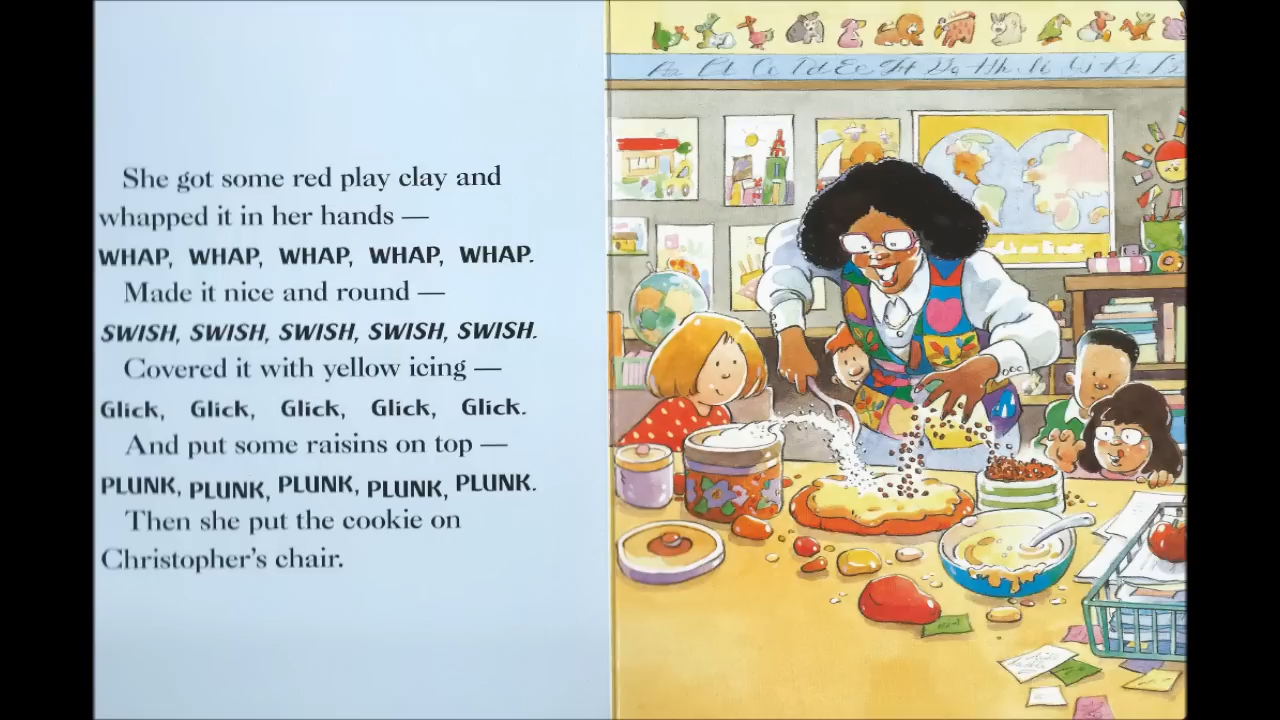 She got some red play clay and
whapped it in her hands —
WHAP, WHAP, WHAP, WHAP, WHAP.
Made it nice and round —
SWISH, SWISH, SWISH, SWISH, SWISH.
Covered it with yellow icing —
Glick, Glick, Glick, Glick, Glick.
And put some raisins on top —
PLUNK, PLUNK, PLUNK, PLUNK, PLUNK.
Then she put the cookie on
Christopher's chair.